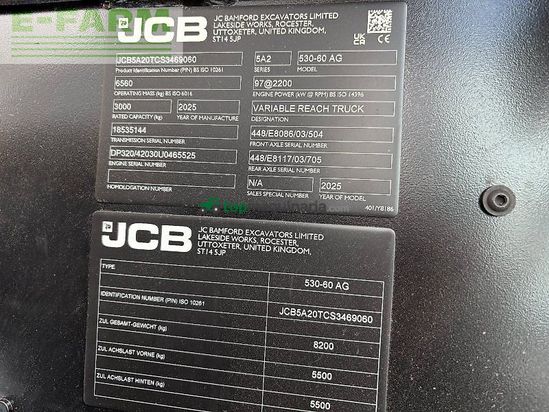 E-FARM
JCB
JC BAMFORD EXCAVATORS LIMITED
LAKESIDE WORKS, ROCESTER,
UTTOXETER, UNITED KINGDOM,
ST14 5JP
UK
CA
CE
JCB5A20TCS3469060
Product Identification Number (PIN) BS ISO 10261
5A2
SERIES
530-60 AG
MODEL
6560
OPERATING MASS (kg) BS ISO 6016
97@2200
ENGINE POWER (kW @ RPM) BS ISO 14396
3000
RATED CAPACITY (kg)
2025
YEAR OF MANUFACTURE
VARIABLE REACH TRUCK
DESIGNATION
18535144
TRANSMISSION SERIAL NUMBER
448/E8086/03/504
FRONT AXLE SERIAL NUMBER
DP320/42030U0465525
ENGINE SERIAL NUMBER
448/E8117/03/705
REAR AXLE SERIAL NUMBER
HOMOLOGATION NUMBER
N/A
SALES SPECIAL NUMBER
2025
MODEL YEAR
401/Y8186
JCB
JC BAMFORD EXCAVATORS LIMITED
LAKESIDE WORKS, ROCESTER,
UTTOXETER, UNITED KINGDOM,
ST14 5JP
TYPE
530-60 AG
IDENTIFICATION NUMBER (PIN) ISO 10261
JCB5A20TCS3469060
ZUL GESAMT-GEWICHT (kg)
8200
ZUL ACHSLAST VORNE (kg)
5500
ZUL ACHSLAST HINTEN (kg)
5500